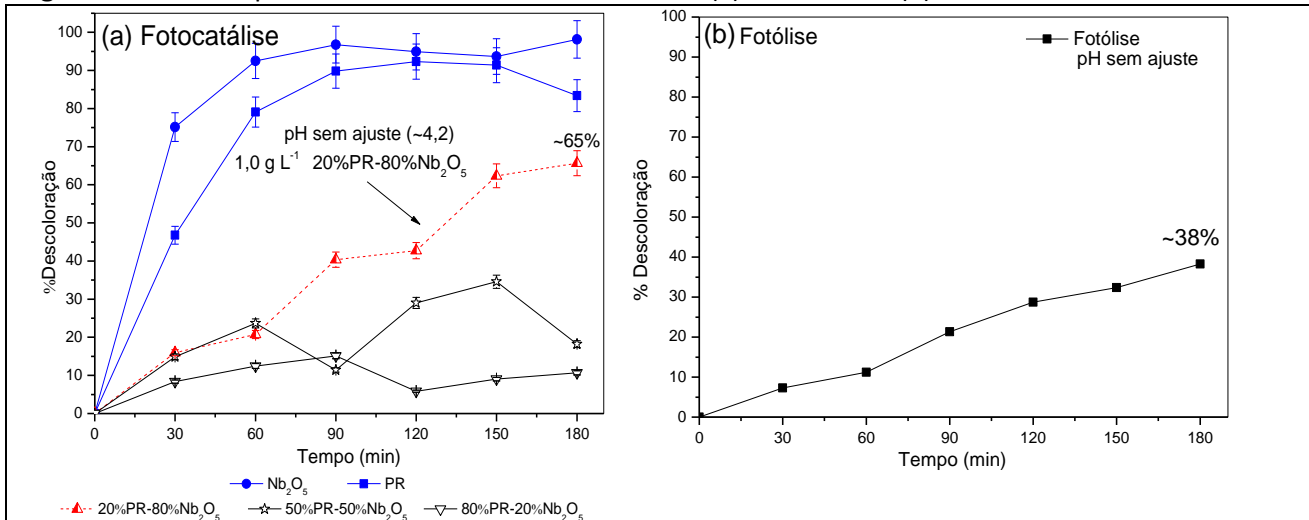 (a) Fotocatálise
%Descoloração
100
90
80
70
60
50
40
30
20
10
0
pH sem ajuste (~4,2)
1,0 g L⁻¹ 20%PR-80%Nb₂O₅
~65%
0 30 60 90 120 150 180
Tempo (min)
Nb₂O₅ PR
20%PR-80%Nb₂O₅ 50%PR-50%Nb₂O₅ 80%PR-20%Nb₂O₅
(b) Fotólise
% Descoloração
100
90
80
70
60
50
40
30
20
10
0
Fotólise
pH sem ajuste
~38%
0 30 60 90 120 150 180
Tempo (min)